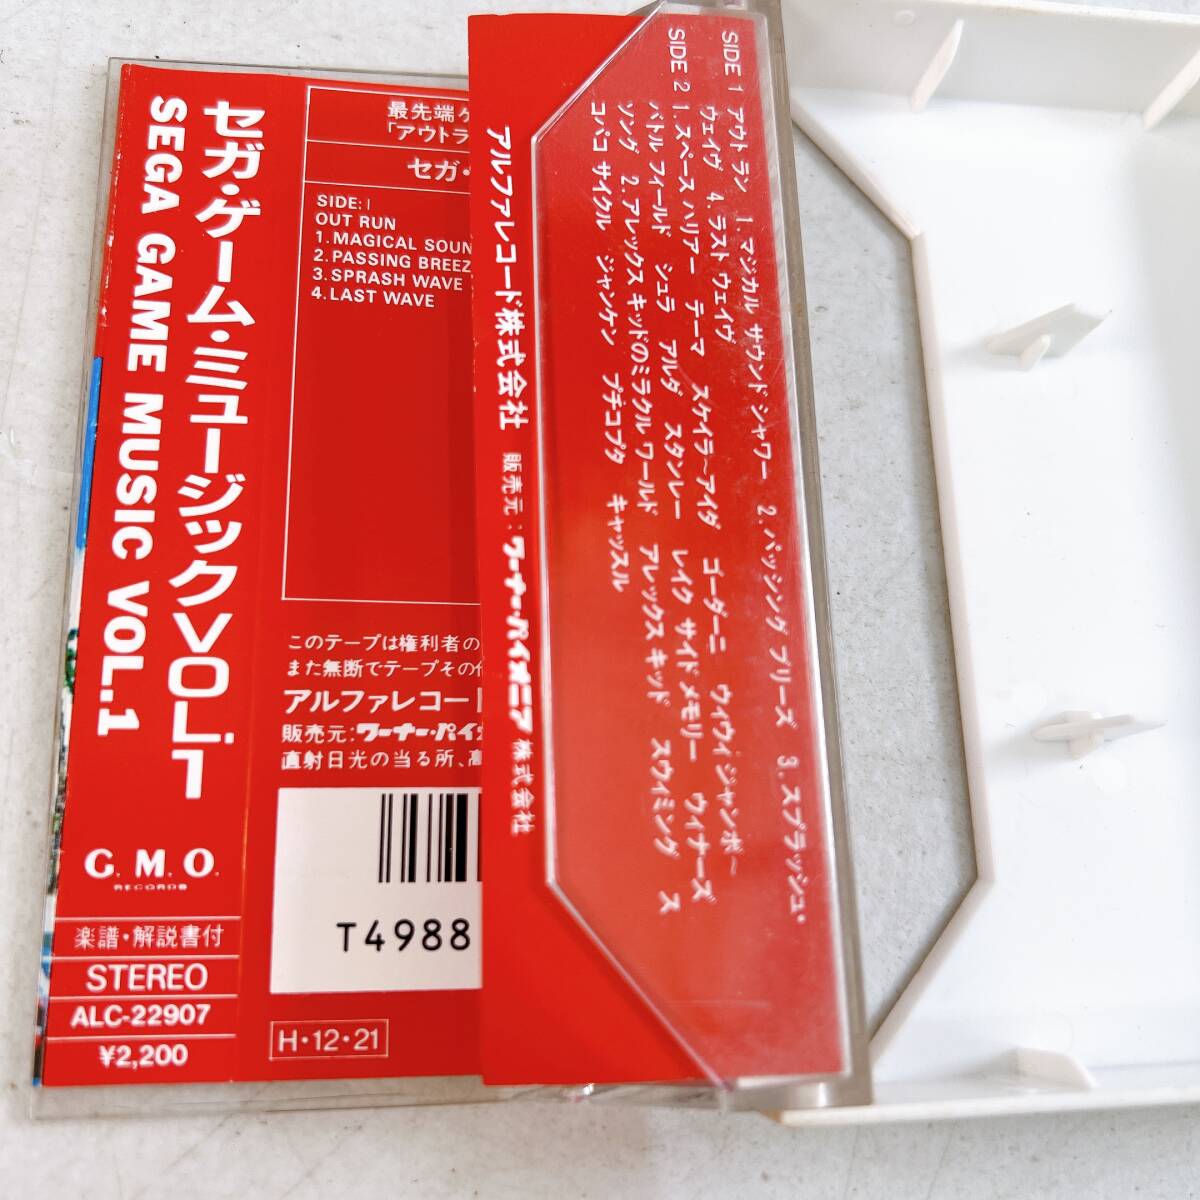 セガ・ゲーム・ミュージックVOL.1
SEGA GAME MUSIC VOL.1
G. M. O.
RECORDS
楽譜・解説書付
STEREO
ALC-22907
¥2,200
最先端ゲ
「アウトラ
セガ・
SIDE: I
OUT RUN
1. MAGICAL SOUN
2. PASSING BREEZ
3. SPRASH WAVE
4. LAST WAVE
このテープは権利者の
また無断でテープその他
アルファレコード
販売元:ワーナー・パイオ
直射日光の当る所、高
T4988
H・12・21
アルファレコード株式会社 販売元:ワーナー・パイオニア株式会社
SIDE 1 アウト ラン 1. マジカル サウンド シャワー 2. パッシング ブリーズ 3. スプラッシュ・
ウェイヴ 4. ラスト ウェイヴ
SIDE 2 1. スペース ハリアー テーマ スケイラ〜アイダ ゴーダーニ ウィウィ ジャンボ〜
バトル フィールド シュラ アルダ スタンレー レイク サイド メモリー ウィナーズ
ソング 2. アレックス キッドのミラクル ワールド アレックス キッド スウィミング ス
コパコ サイクル ジャンケン プチコプタ キャッスル